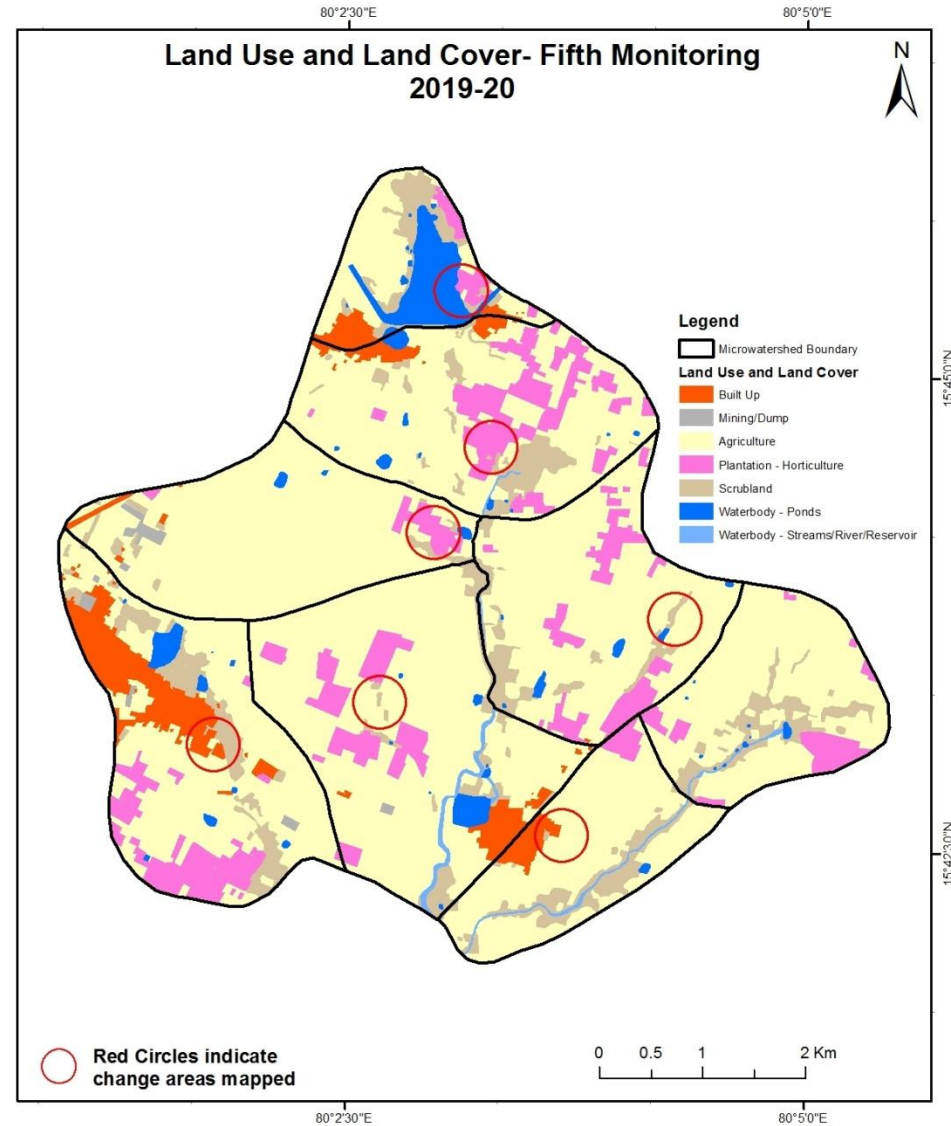 80°2'30"E
80°5'0"E
Land Use and Land Cover- Fifth Monitoring
2019-20
N
Legend
Microwatershed Boundary
Land Use and Land Cover
Built Up
Mining/Dump
Agriculture
Plantation - Horticulture
Scrubland
Waterbody - Ponds
Waterbody - Streams/River/Reservoir
15°45'0"N
15°42'30"N
Red Circles indicate
change areas mapped
0 0.5 1 2 Km
80°2'30"E
80°5'0"E